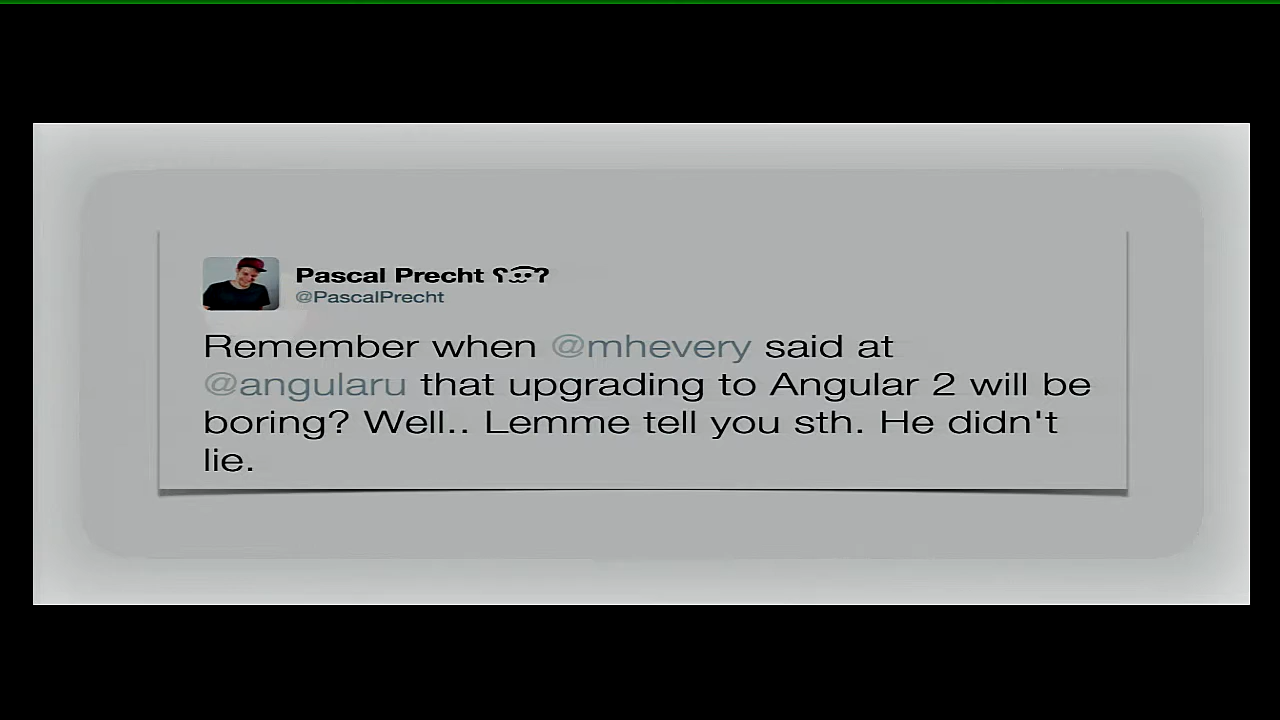 Pascal Precht ʕ•̫͡•ʔ
@PascalPrecht
Remember when @mhevery said at
@angularu that upgrading to Angular 2 will be
boring? Well.. Lemme tell you sth. He didn't
lie.